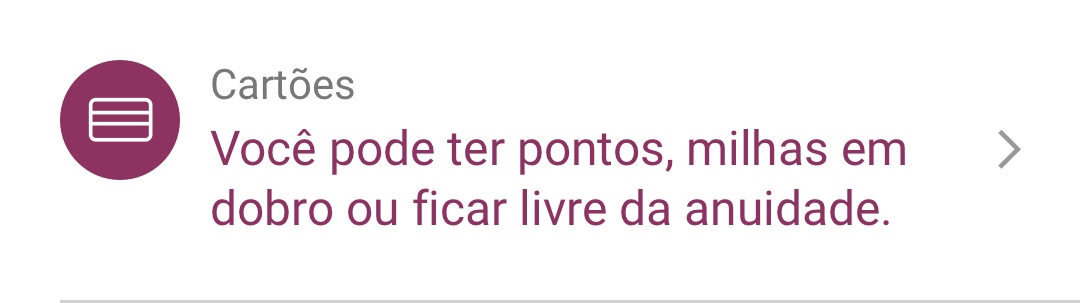 Cartões
Você pode ter pontos, milhas em
dobro ou ficar livre da anuidade.